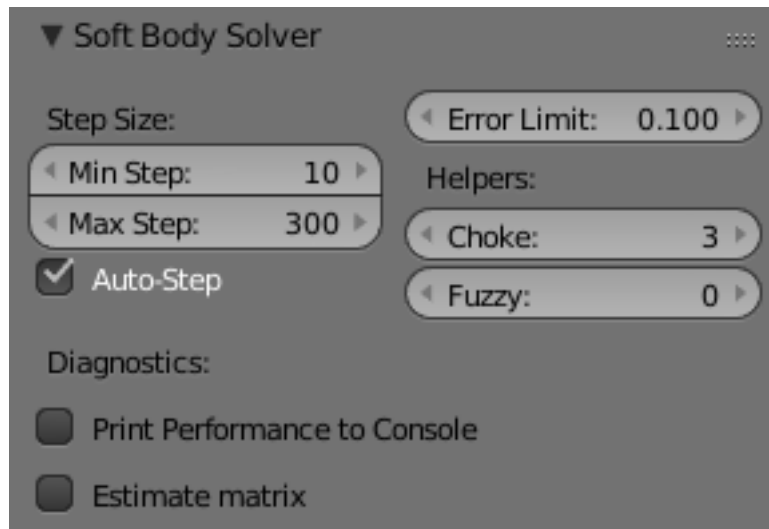 Soft Body Solver
Step Size:
Min Step: 10
Max Step: 300
Auto-Step
Error Limit: 0.100
Helpers:
Choke: 3
Fuzzy: 0
Diagnostics:
Print Performance to Console
Estimate matrix